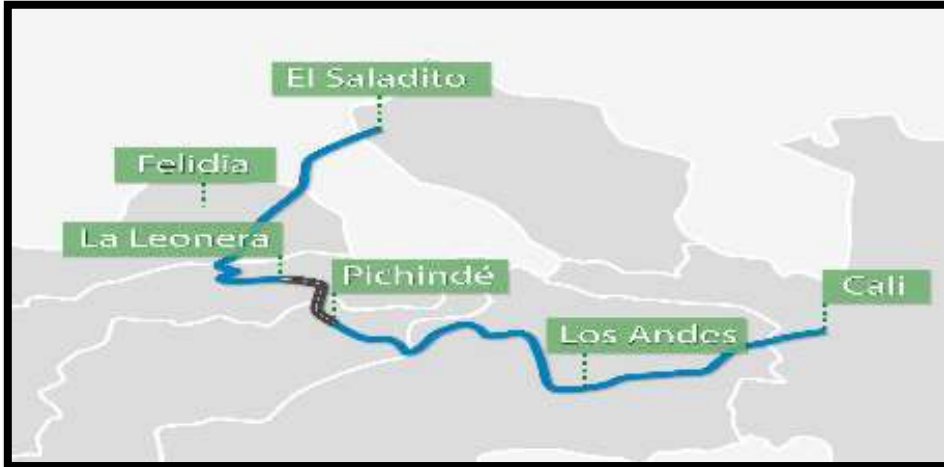 El Saladito
Felidia
La Leonera
Pichindé
Cali
Los Andes